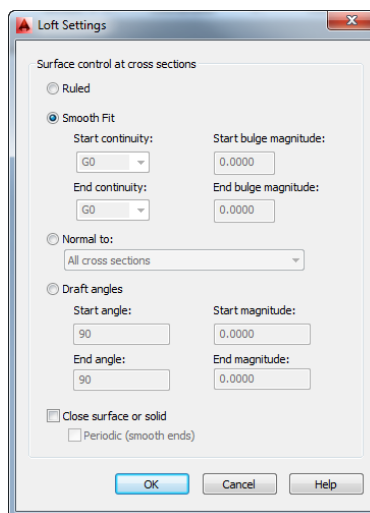 Loft Settings
Surface control at cross sections
Ruled
Smooth Fit
Start continuity: Start bulge magnitude:
G0 0.0000
End continuity: End bulge magnitude:
G0 0.0000
Normal to:
All cross sections
Draft angles
Start angle: Start magnitude:
90 0.0000
End angle: End magnitude:
90 0.0000
Close surface or solid
Periodic (smooth ends)
OK Cancel Help